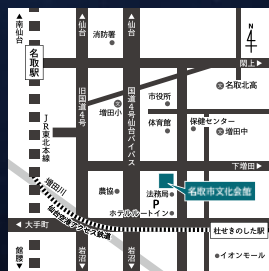 ▲南仙台
▲仙台
▲仙台
N
消防署
名取駅
閖上▶
旧国道4号
国道4号仙台バイパス
文名取北高
文
増田小
市役所
JR東北本線
体育館
保健センター
文増田中
下増田▶
増田川
農協
法務局
名取市文化会館
P
仙台空港アクセス鉄道
ホテルルートイン
◀大手町
杜せきのした駅
館腰▼
岩沼▼
岩沼▼
イオンモール